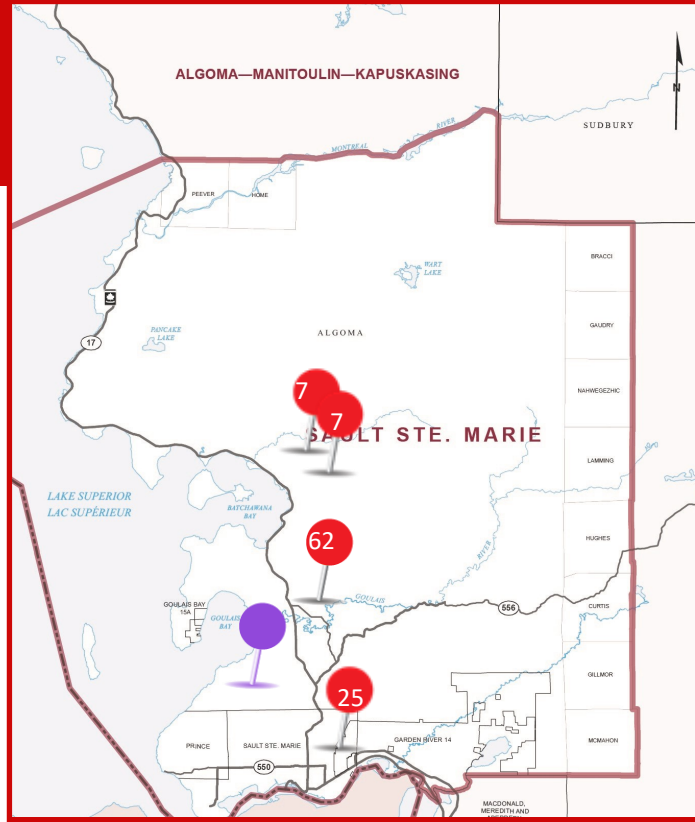 ALGOMA—MANITOULIN—KAPUSKASING
N
SUDBURY
MONTREAL
RIVER
PEEVER
HOME
BRACCI
WART
LAKE
GAUDRY
ALGOMA
PANCAKE
LAKE
17
NAHWEGEZHIC
7
7
SAULT STE. MARIE
LAMMING
LAKE SUPERIOR
LAC SUPÉRIEUR
BATCHAWANA
BAY
HUGHES
62
RIVER
GOULAIS
GOULAIS BAY
15A
556
CURTIS
GOULAIS
BAY
GILLMOR
25
PRINCE
SAULT STE. MARIE
GARDEN RIVER 14
MCMAHON
550
MACDONALD,
MEREDITH AND